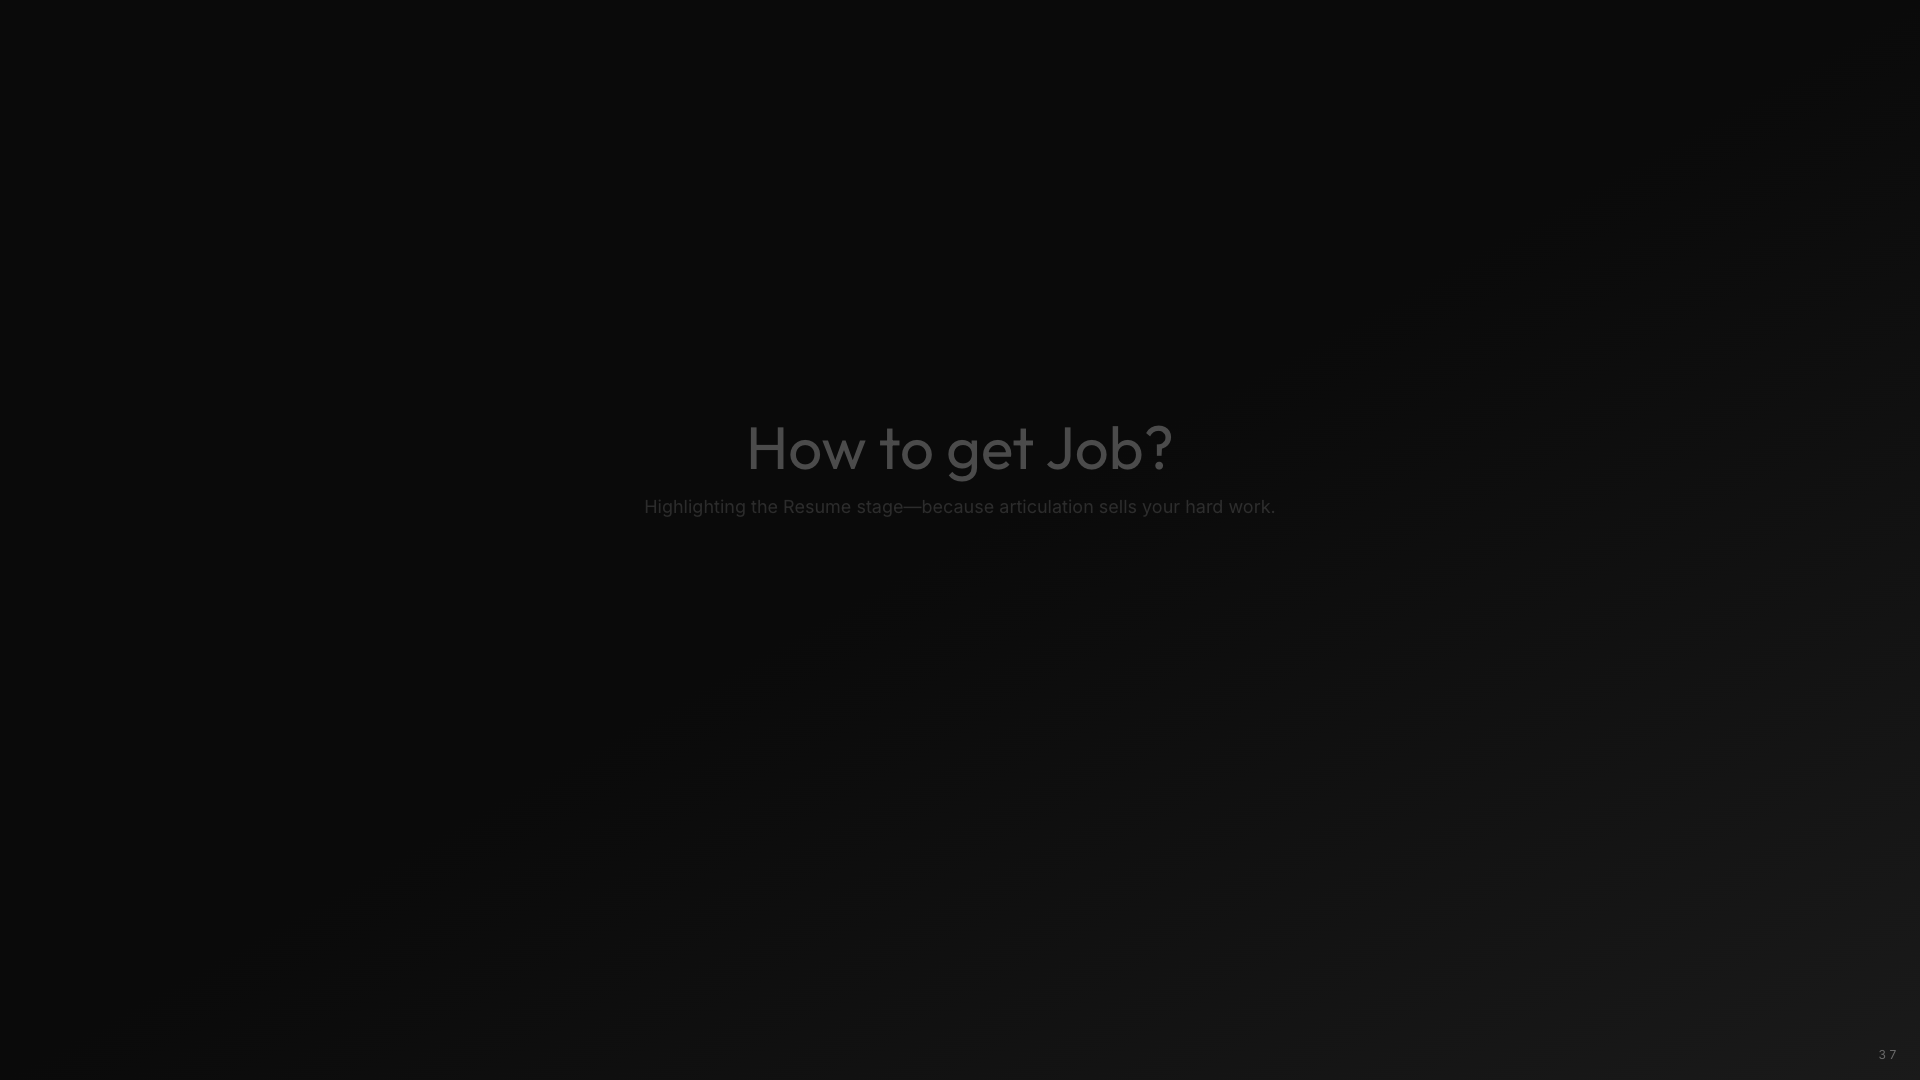 How to get Job?
Highlighting the Resume stage—because articulation sells your hard work.
37